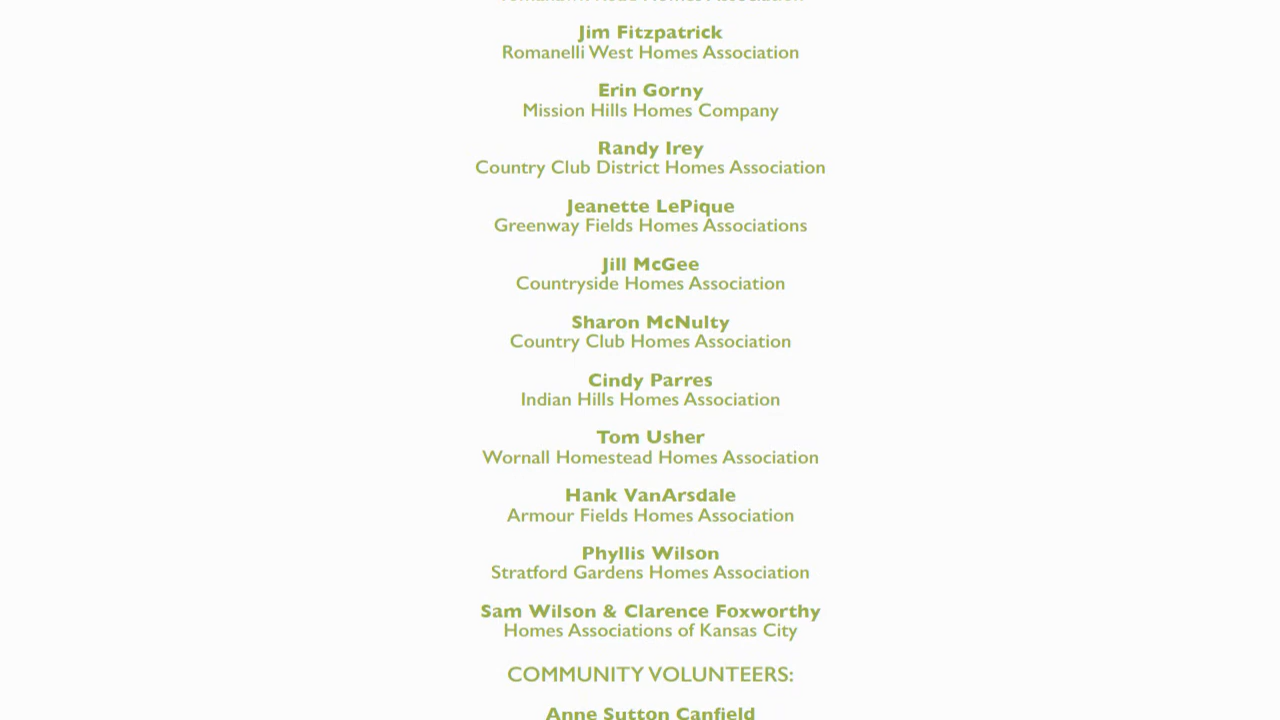 Jim Fitzpatrick
Romanelli West Homes Association
Erin Gorny
Mission Hills Homes Company
Randy Irey
Country Club District Homes Association
Jeanette LePique
Greenway Fields Homes Associations
Jill McGee
Countryside Homes Association
Sharon McNulty
Country Club Homes Association
Cindy Parres
Indian Hills Homes Association
Tom Usher
Wornall Homestead Homes Association
Hank VanArsdale
Armour Fields Homes Association
Phyllis Wilson
Stratford Gardens Homes Association
Sam Wilson & Clarence Foxworthy
Homes Associations of Kansas City
COMMUNITY VOLUNTEERS:
Anne Sutton Canfield